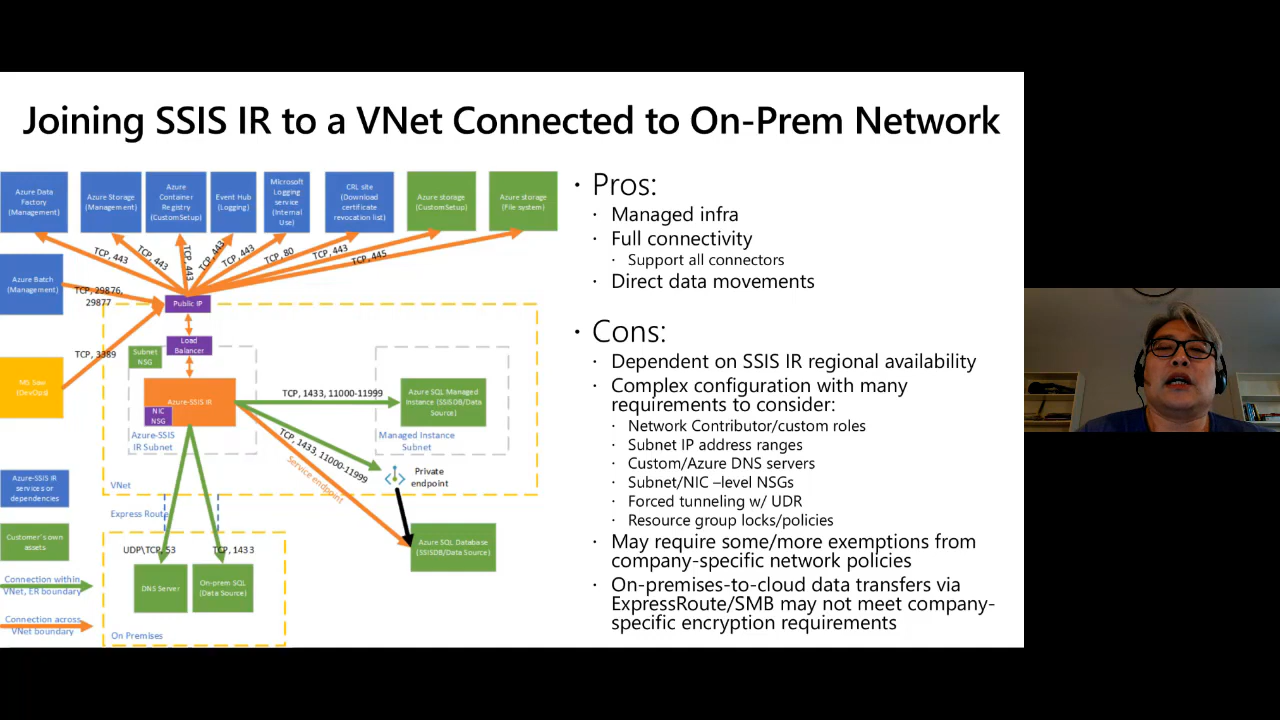 Joining SSIS IR to a VNet Connected to On-Prem Network
Azure Data
Factory
(Management)
Azure Storage
(Management)
Azure
Container
Registry
(CustomSetup)
Event Hub
(Logging)
Microsoft
Logging
service
(Internal
Use)
CRL site
(Download
certificate
revocation list)
Azure storage
(CustomSetup)
Azure storage
(File system)
TCP, 443
TCP, 443
TCP, 443
TCP, 443
TCP, 443
TCP, 80
TCP, 443
TCP, 445
Azure Batch
(Management)
TCP, 29876,
29877
Public IP
Load
Balancer
TCP, 3389
Subnet
NSG
(DevOps)
Azure-SSIS IR
NIC
NSG
Azure-SSIS
IR Subnet
TCP, 1433, 11000-11999
Azure SQL Managed
Instance (SSISDB/Data
Source)
Managed Instance
Subnet
TCP, 1433, 11000-11999
Service endpoint
Private
endpoint
VNet
Azure-SSIS IR
services or
dependencies
Express Route
Customer's own
assets.
UDP\TCP, 53
TCP, 1433
Azure SQL Database
(SSISDB/Data Source)
Connection within
VNet, ER boundary
DNS Server
On-prem SQL
(Data Source)
Connection across
VNet boundary
On Premises
· Pros:
· Managed infra
· Full connectivity
· Support all connectors
· Direct data movements
· Cons:
· Dependent on SSIS IR regional availability
· Complex configuration with many
requirements to consider:
· Network Contributor/custom roles
· Subnet IP address ranges
· Custom/Azure DNS servers
· Subnet/NIC –level NSGs
· Forced tunneling w/ UDR
· Resource group locks/policies
· May require some/more exemptions from
company-specific network policies
· On-premises-to-cloud data transfers via
ExpressRoute/SMB may not meet company-
specific encryption requirements